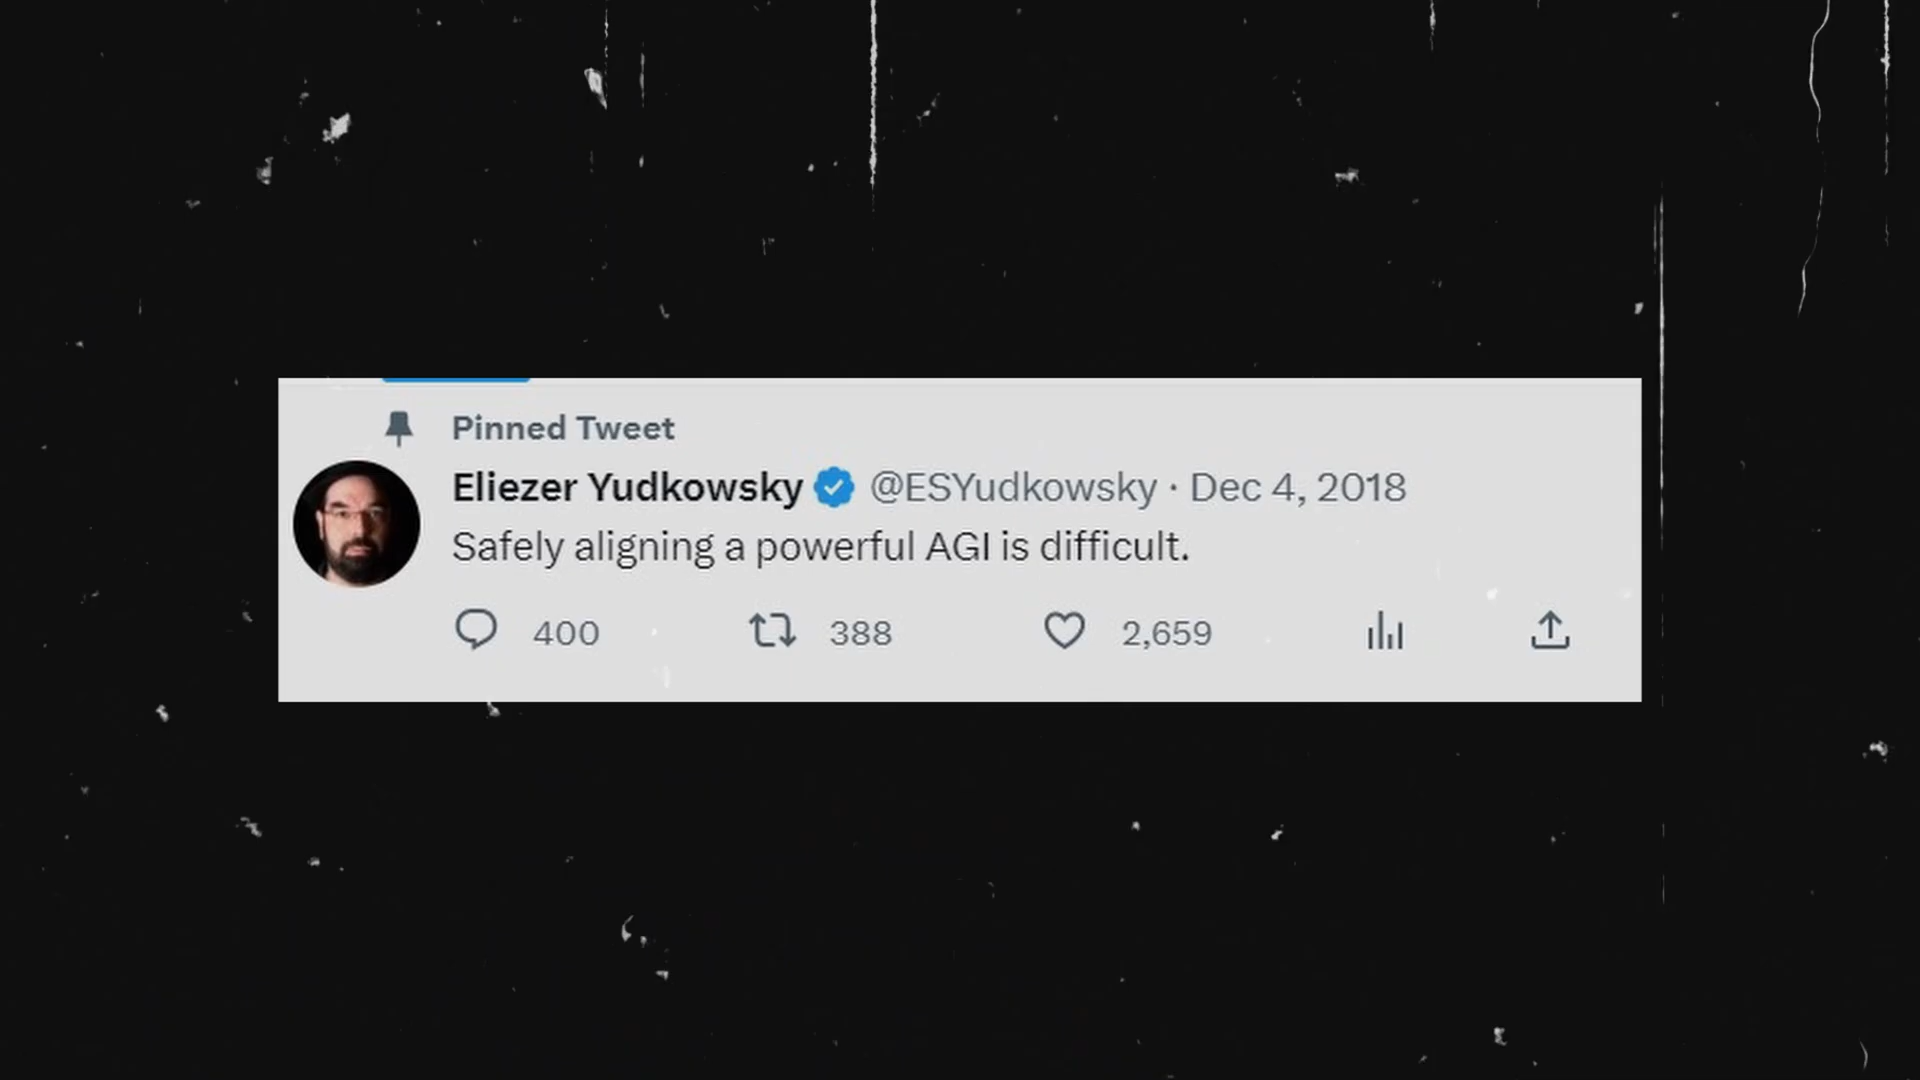 Pinned Tweet
Eliezer Yudkowsky @ESYudkowsky · Dec 4, 2018
Safely aligning a powerful AGI is difficult.
400 388 2,659